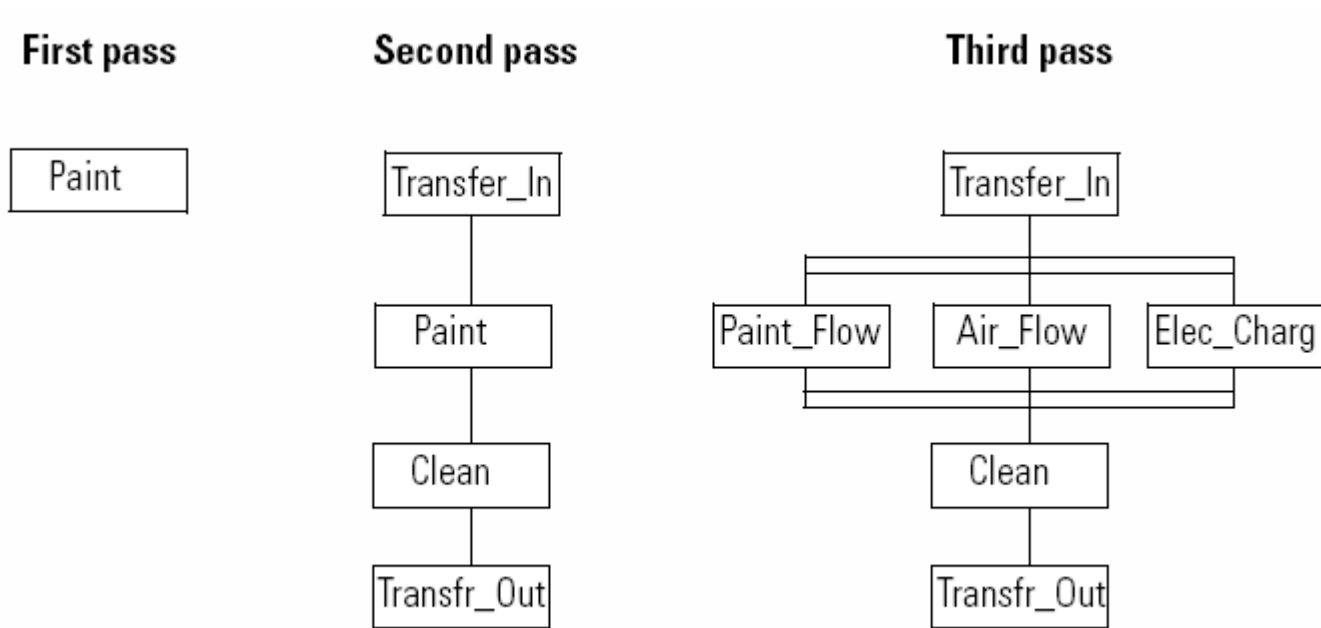 First pass Second pass Third pass
Paint Transfer_In Transfer_In
Paint Paint_Flow Air_Flow Elec_Charg
Clean Clean
Transfr_Out Transfr_Out